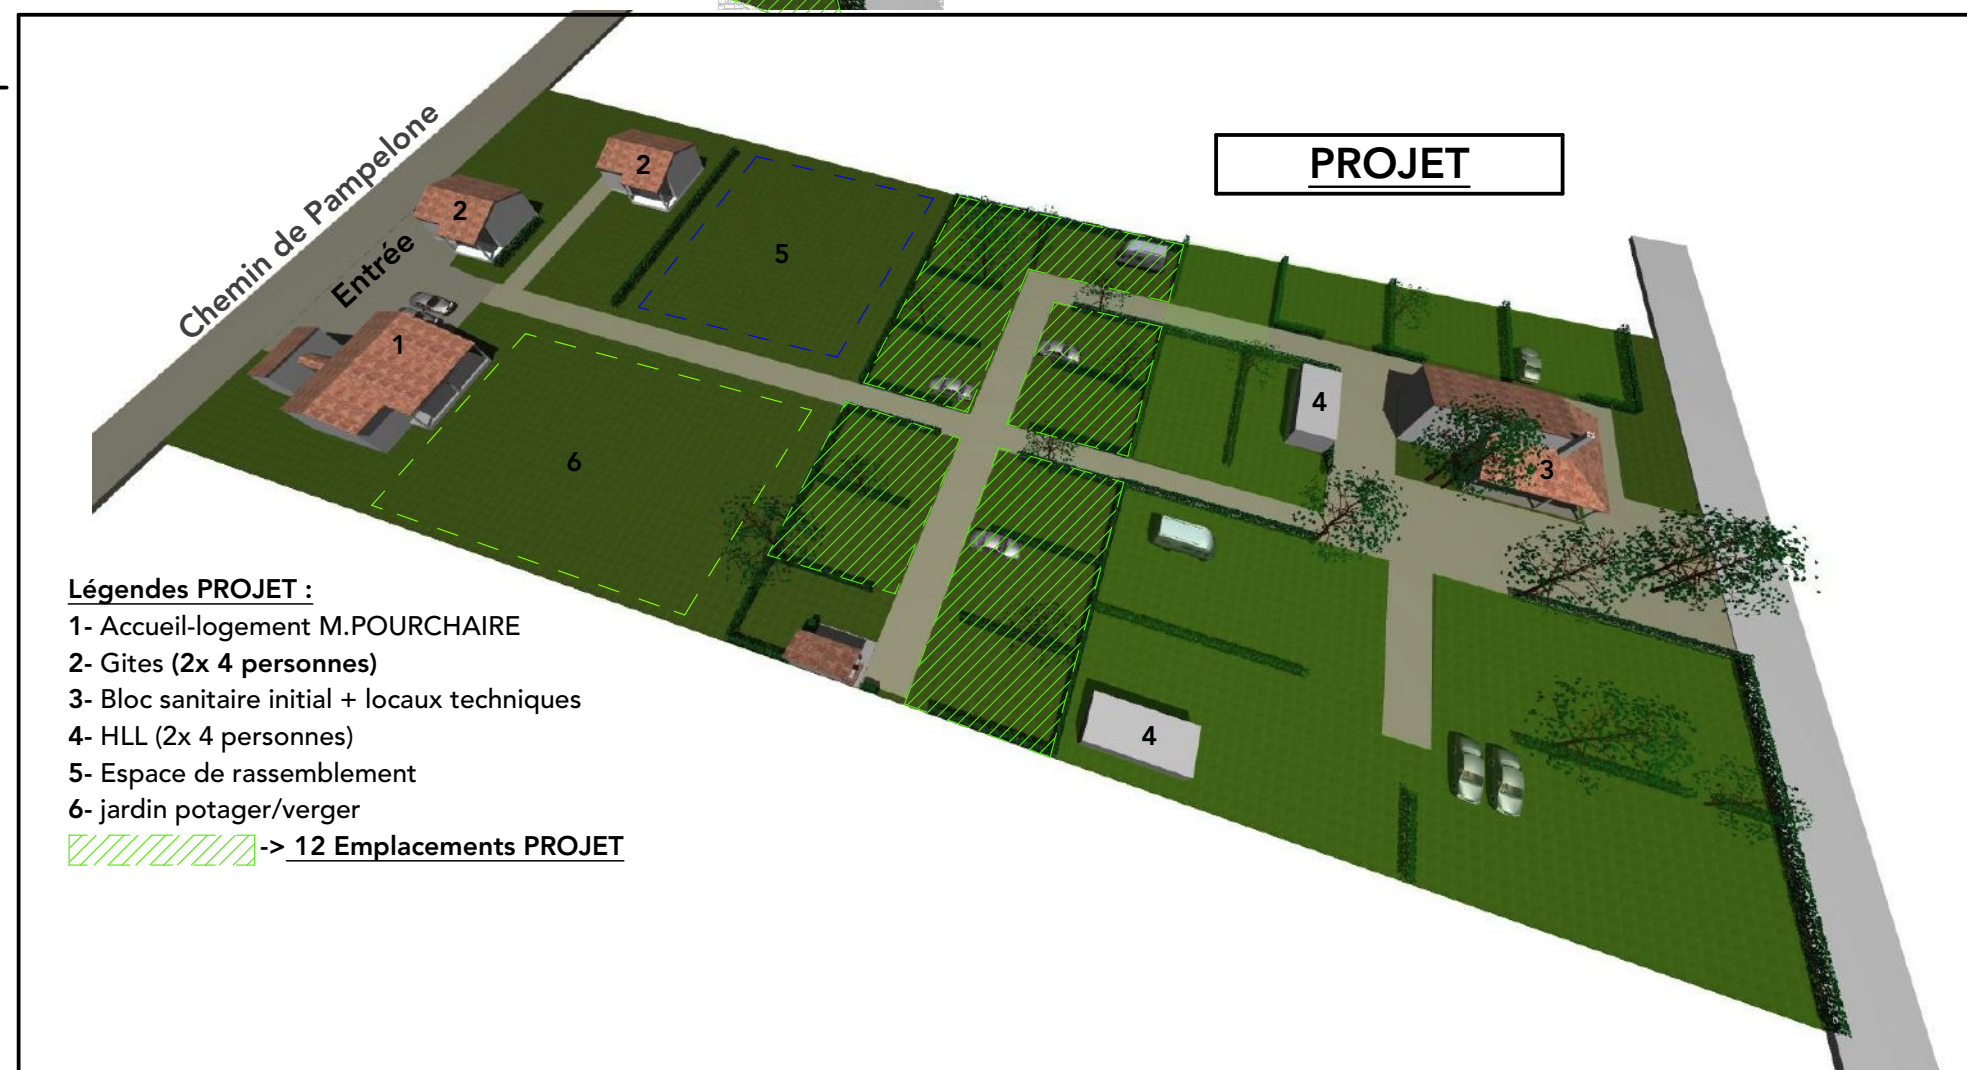 PROJET
Chemin de Pampelone
Entrée
2
2
5
1
6
4
3
4
Légendes PROJET :
1- Accueil-logement M.POURCHAIRE
2- Gites (2x 4 personnes)
3- Bloc sanitaire initial + locaux techniques
4- HLL (2x 4 personnes)
5- Espace de rassemblement
6- jardin potager/verger
-> 12 Emplacements PROJET